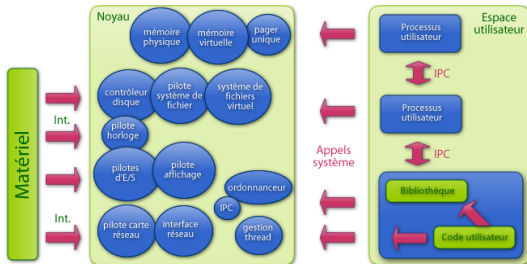 Noyau
Espace
utilisateur
mémoire
physique
mémoire
virtuelle
pager
unique
Processus
utilisateur
IPC
contrôleur
disque
pilote
système
de fichier
système
de fichiers
virtuel
Processus
utilisateur
Matériel
Int.
pilote
horloge
Appels
système
IPC
pilotes
d'E/S
pilote
affichage
ordonnanceur
IPC
Bibliothèque
Int.
pilote carte
réseau
interface
réseau
gestion
thread
Code utilisateur